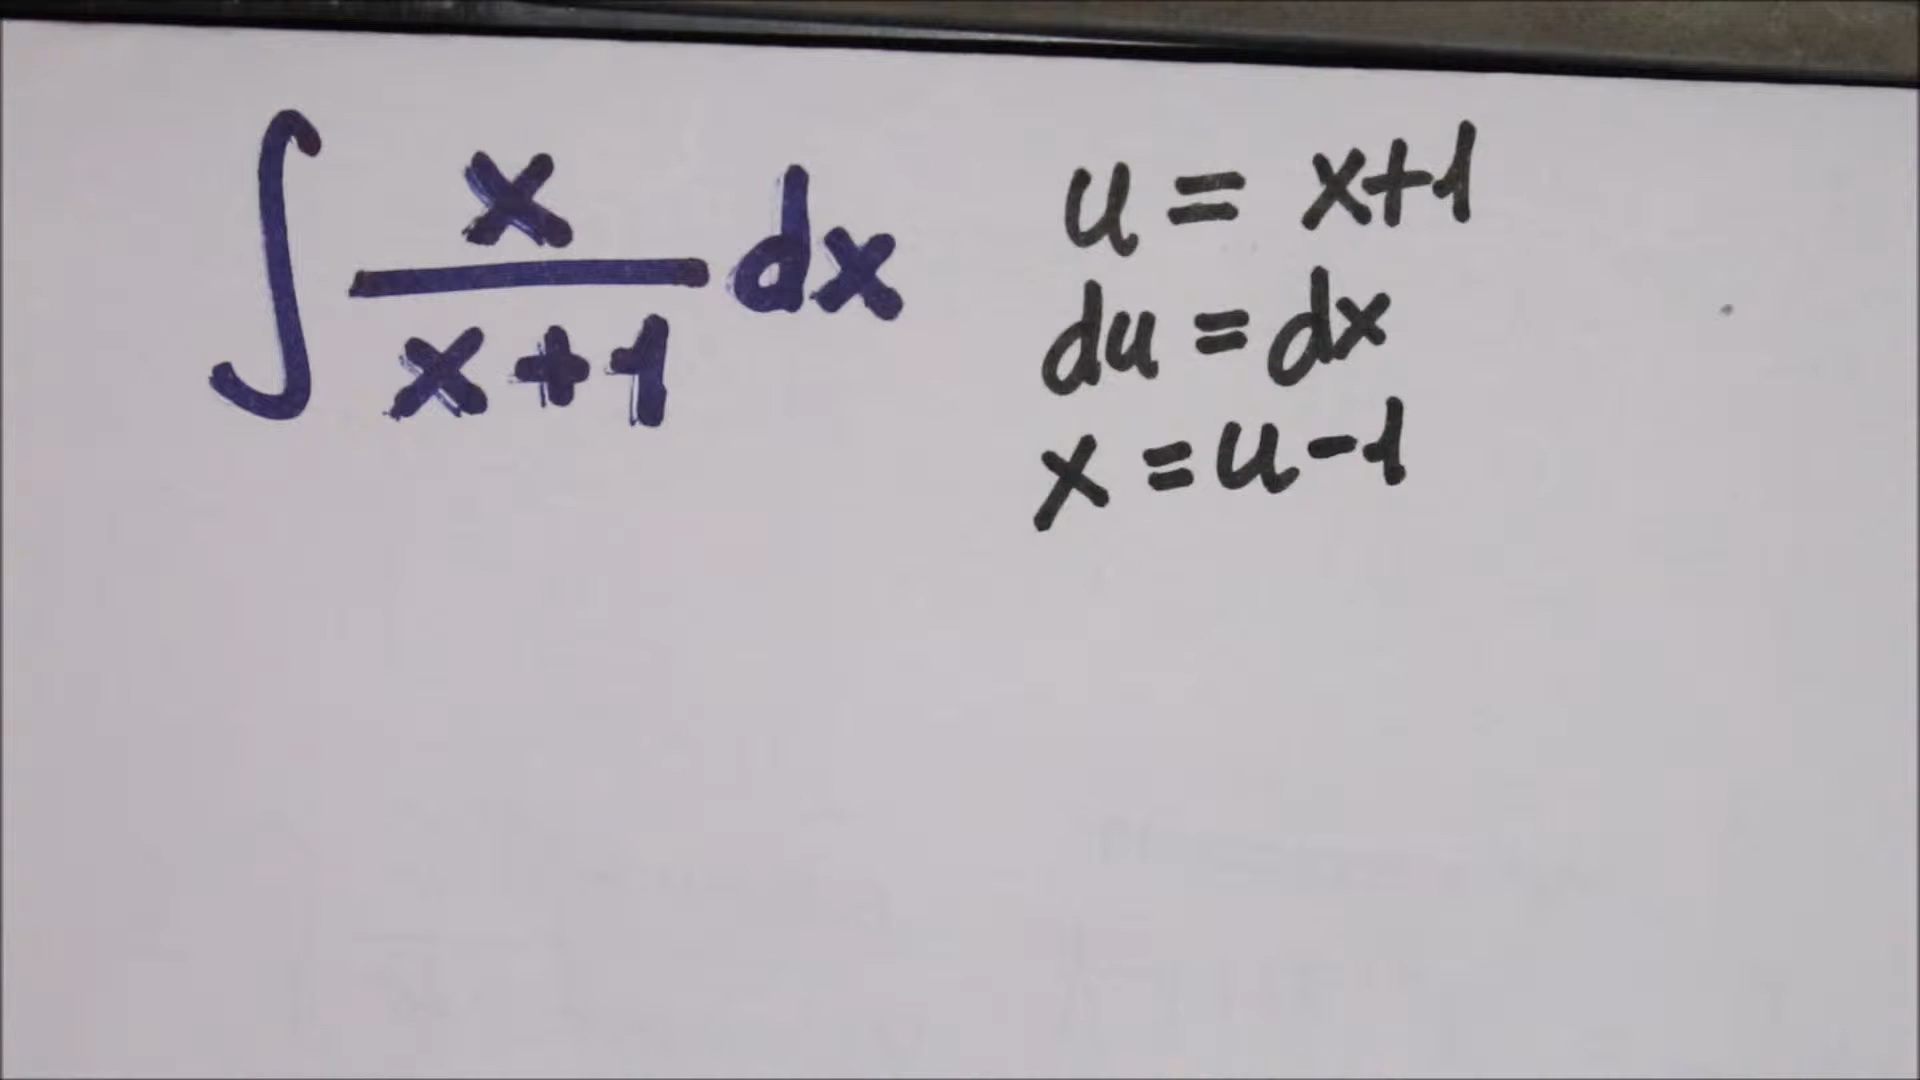 ∫ x/(x+1) dx
u = x+1
du = dx
x = u-1